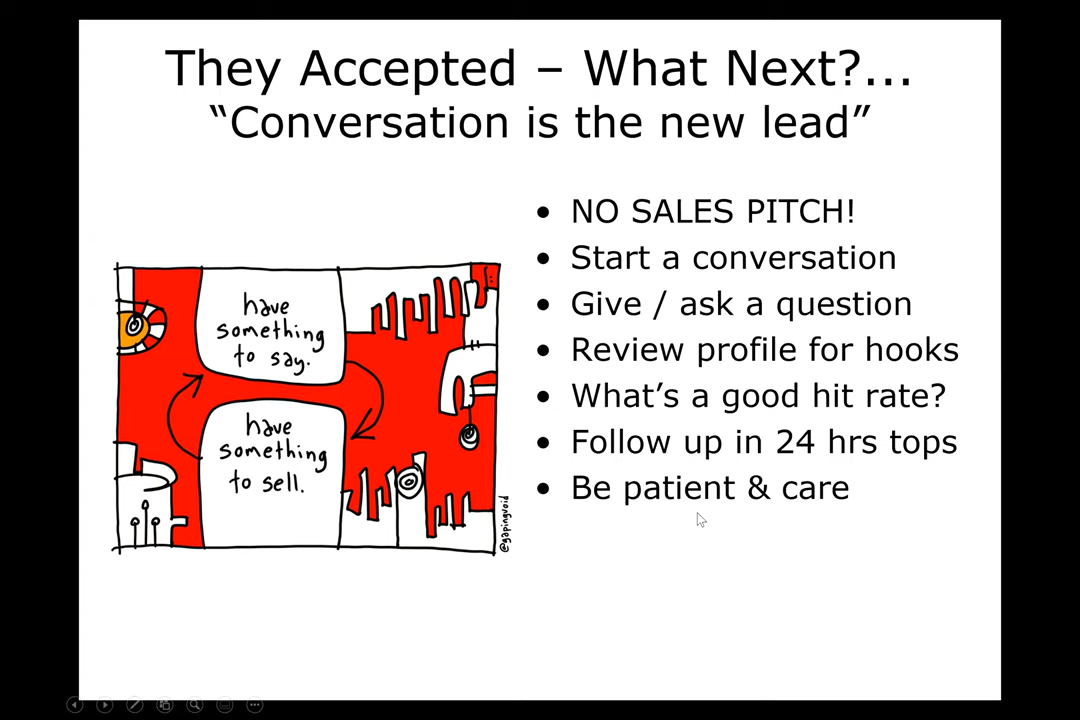 They Accepted – What Next?...
“Conversation is the new lead”
have
something
to say.
have
something
to sell.
@gapingvoid
• NO SALES PITCH!
• Start a conversation
• Give / ask a question
• Review profile for hooks
• What’s a good hit rate?
• Follow up in 24 hrs tops
• Be patient & care